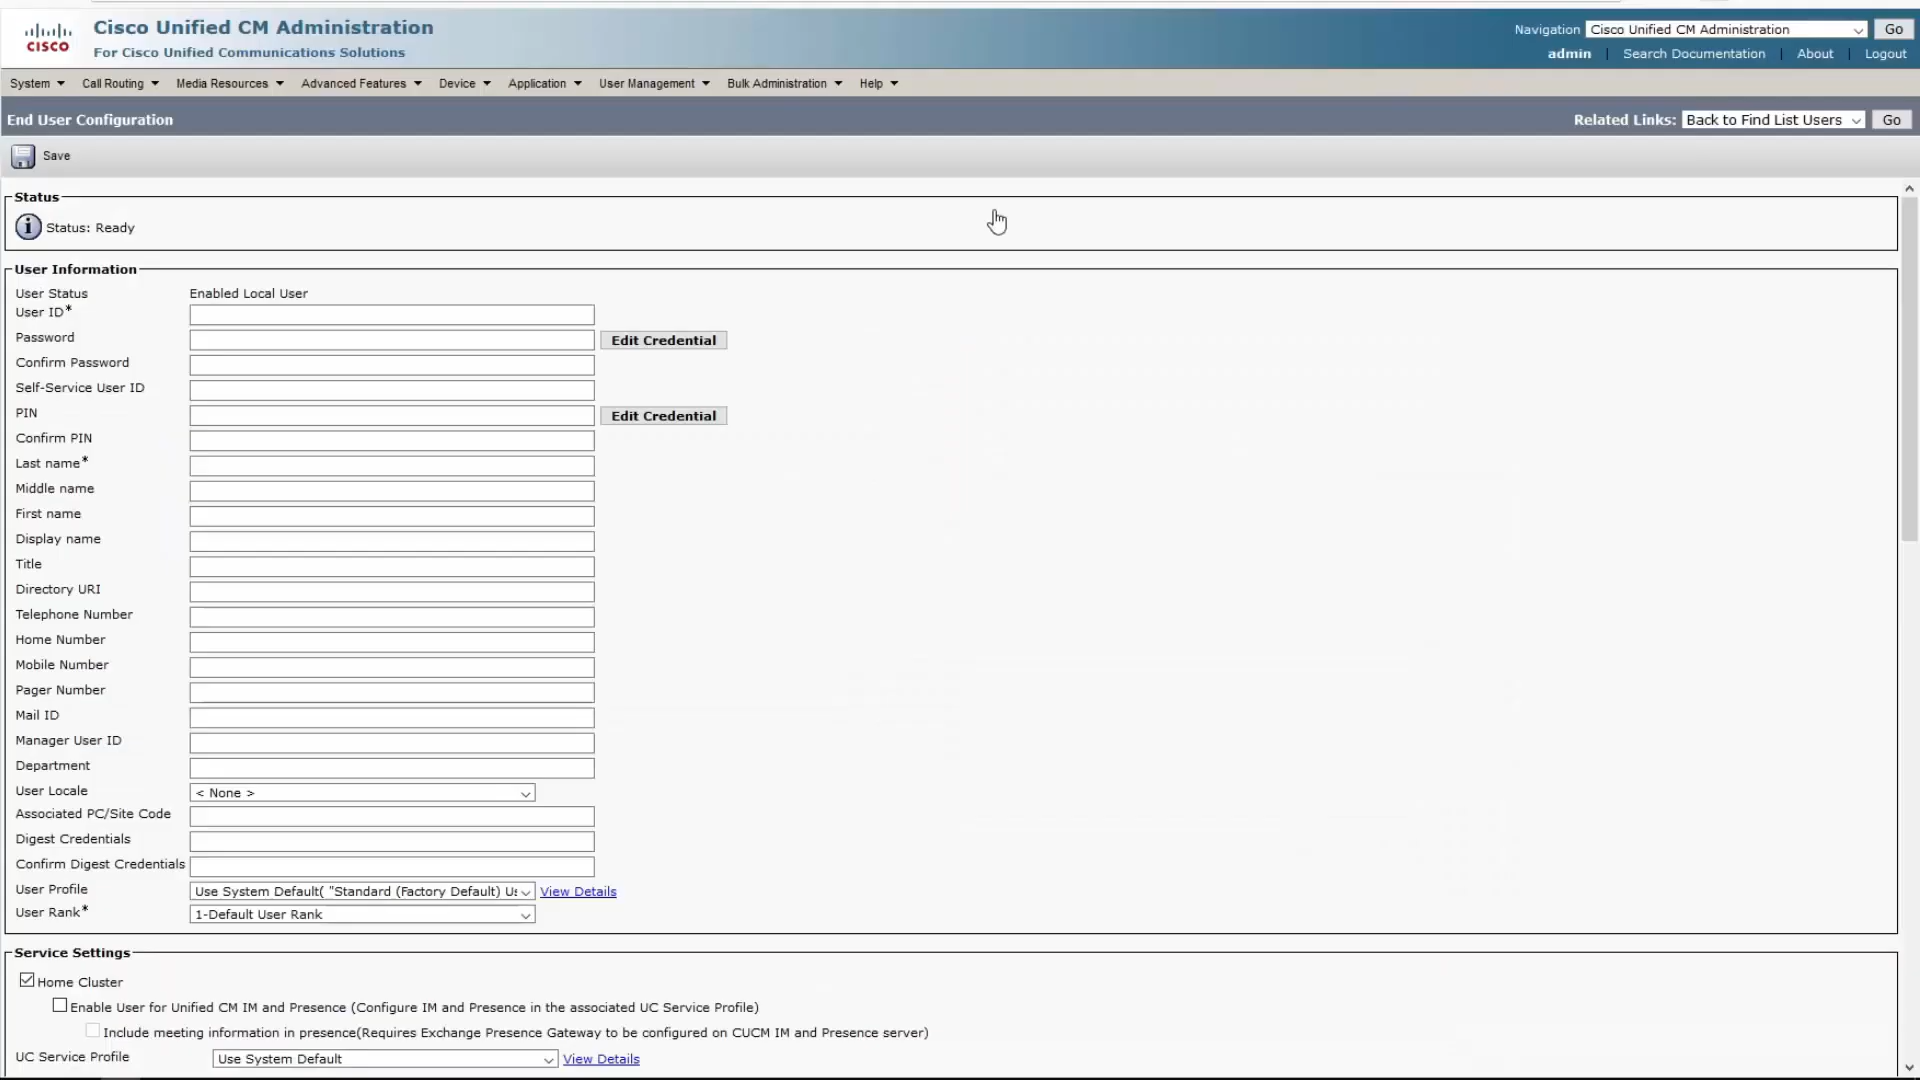 CISCO
Cisco Unified CM Administration
For Cisco Unified Communications Solutions
Navigation Cisco Unified CM Administration Go
admin | Search Documentation | About | Logout
System Call Routing Media Resources Advanced Features Device Application User Management Bulk Administration Help
End User Configuration
Related Links: Back to Find List Users Go
Save
Status
Status: Ready
User Information
User Status Enabled Local User
User ID*
Password Edit Credential
Confirm Password
Self-Service User ID
PIN Edit Credential
Confirm PIN
Last name*
Middle name
First name
Display name
Title
Directory URI
Telephone Number
Home Number
Mobile Number
Pager Number
Mail ID
Manager User ID
Department
User Locale < None >
Associated PC/Site Code
Digest Credentials
Confirm Digest Credentials
User Profile Use System Default( "Standard (Factory Default) Us View Details
User Rank* 1-Default User Rank
Service Settings
Home Cluster
Enable User for Unified CM IM and Presence (Configure IM and Presence in the associated UC Service Profile)
Include meeting information in presence(Requires Exchange Presence Gateway to be configured on CUCM IM and Presence server)
UC Service Profile Use System Default View Details